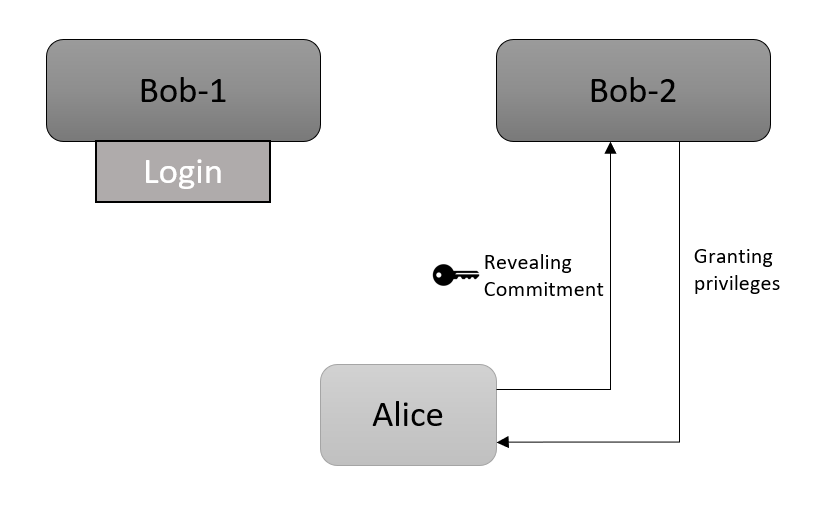 Bob-1
Bob-2
Login
Revealing
Commitment
Granting
privileges
Alice